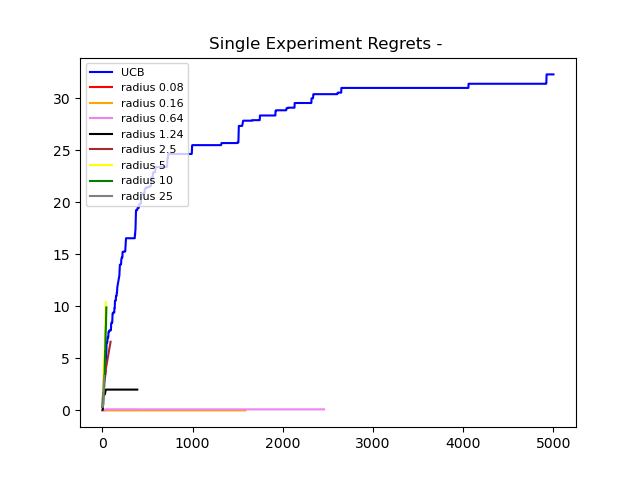 Single Experiment Regrets -
UCB
radius 0.08
radius 0.16
radius 0.64
radius 1.24
radius 2.5
radius 5
radius 10
radius 25
30
25
20
15
10
5
0
0 1000 2000 3000 4000 5000